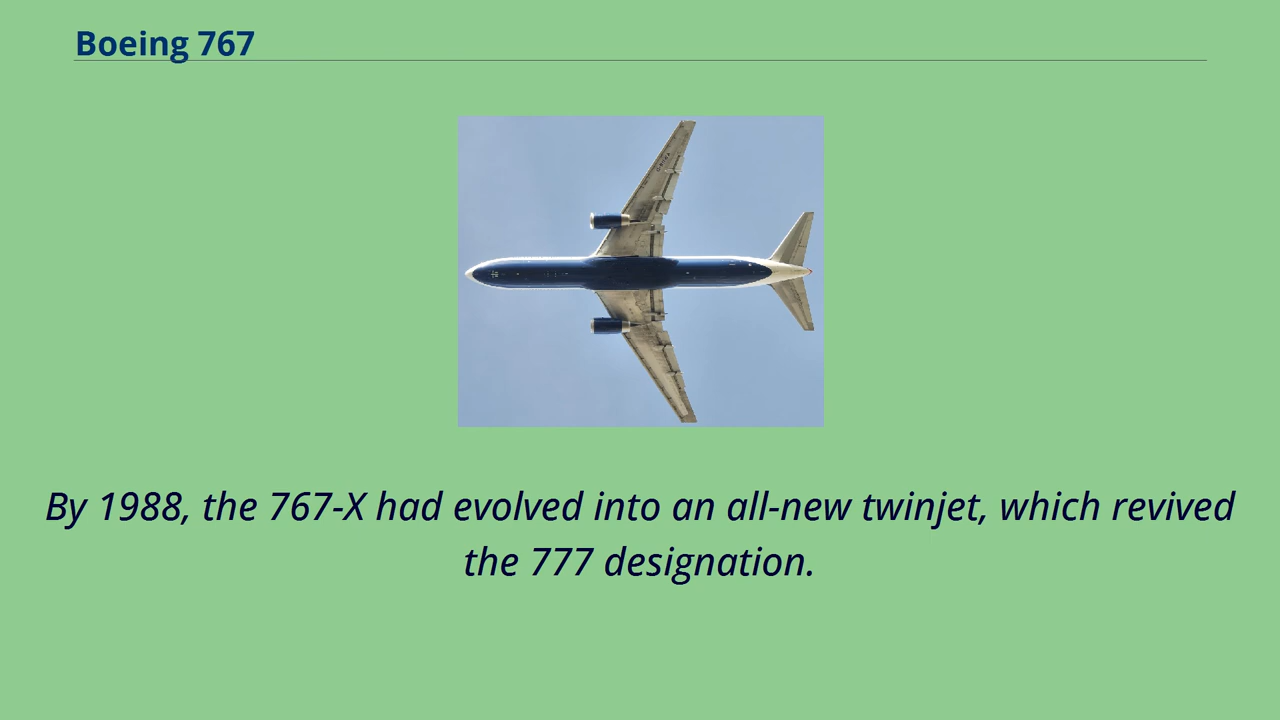 Boeing 767
By 1988, the 767-X had evolved into an all-new twinjet, which revived
the 777 designation.